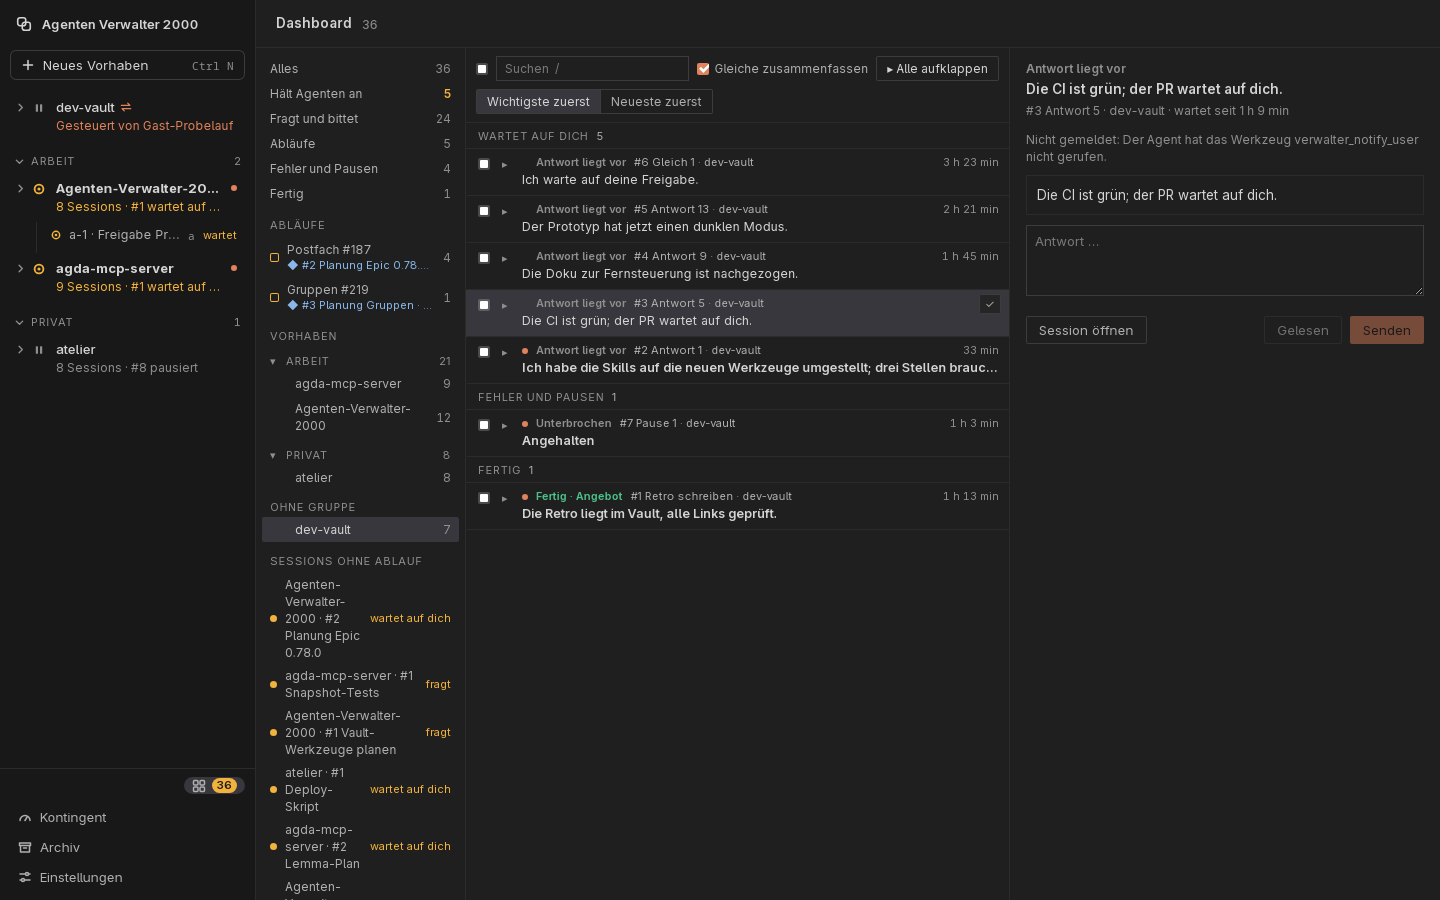 Agenten Verwalter 2000
Neues Vorhaben Ctrl N
dev-vault
Gesteuert von Gast-Probelauf
ARBEIT 2
Agenten-Verwalter-20…
8 Sessions · #1 wartet auf …
a-1 · Freigabe Pr… a wartet
agda-mcp-server
9 Sessions · #1 wartet auf …
PRIVAT 1
atelier
8 Sessions · #8 pausiert
36
Kontingent
Archiv
Einstellungen
Dashboard 36
Alles 36
Hält Agenten an 5
Fragt und bittet 24
Abläufe 5
Fehler und Pausen 4
Fertig 1
ABLÄUFE
Postfach #187
#2 Planung Epic 0.78.… 4
Gruppen #219
#3 Planung Gruppen · … 1
VORHABEN
ARBEIT 21
agda-mcp-server 9
Agenten-Verwalter-
2000 12
PRIVAT 8
atelier 8
OHNE GRUPPE
dev-vault 7
SESSIONS OHNE ABLAUF
Agenten-
Verwalter-
2000 · #2 wartet auf dich
Planung Epic
0.78.0
agda-mcp-server · #1
Snapshot-Tests fragt
Agenten-Verwalter-
2000 · #1 Vault- fragt
Werkzeuge planen
atelier · #1
Deploy- wartet auf dich
Skript
agda-mcp-
server · #2 wartet auf dich
Lemma-Plan
Agenten-
Suchen /
Gleiche zusammenfassen
▸ Alle aufklappen
Wichtigste zuerst Neueste zuerst
WARTET AUF DICH 5
Antwort liegt vor #6 Gleich 1 · dev-vault 3 h 23 min
Ich warte auf deine Freigabe.
Antwort liegt vor #5 Antwort 13 · dev-vault 2 h 21 min
Der Prototyp hat jetzt einen dunklen Modus.
Antwort liegt vor #4 Antwort 9 · dev-vault 1 h 45 min
Die Doku zur Fernsteuerung ist nachgezogen.
Antwort liegt vor #3 Antwort 5 · dev-vault
Die CI ist grün; der PR wartet auf dich.
Antwort liegt vor #2 Antwort 1 · dev-vault 33 min
Ich habe die Skills auf die neuen Werkzeuge umgestellt; drei Stellen brauc…
FEHLER UND PAUSEN 1
Unterbrochen #7 Pause 1 · dev-vault 1 h 3 min
Angehalten
FERTIG 1
Fertig · Angebot #1 Retro schreiben · dev-vault 1 h 13 min
Die Retro liegt im Vault, alle Links geprüft.
Antwort liegt vor
Die CI ist grün; der PR wartet auf dich.
#3 Antwort 5 · dev-vault · wartet seit 1 h 9 min
Nicht gemeldet: Der Agent hat das Werkzeug verwalter_notify_user
nicht gerufen.
Die CI ist grün; der PR wartet auf dich.
Antwort …
Session öffnen Gelesen Senden